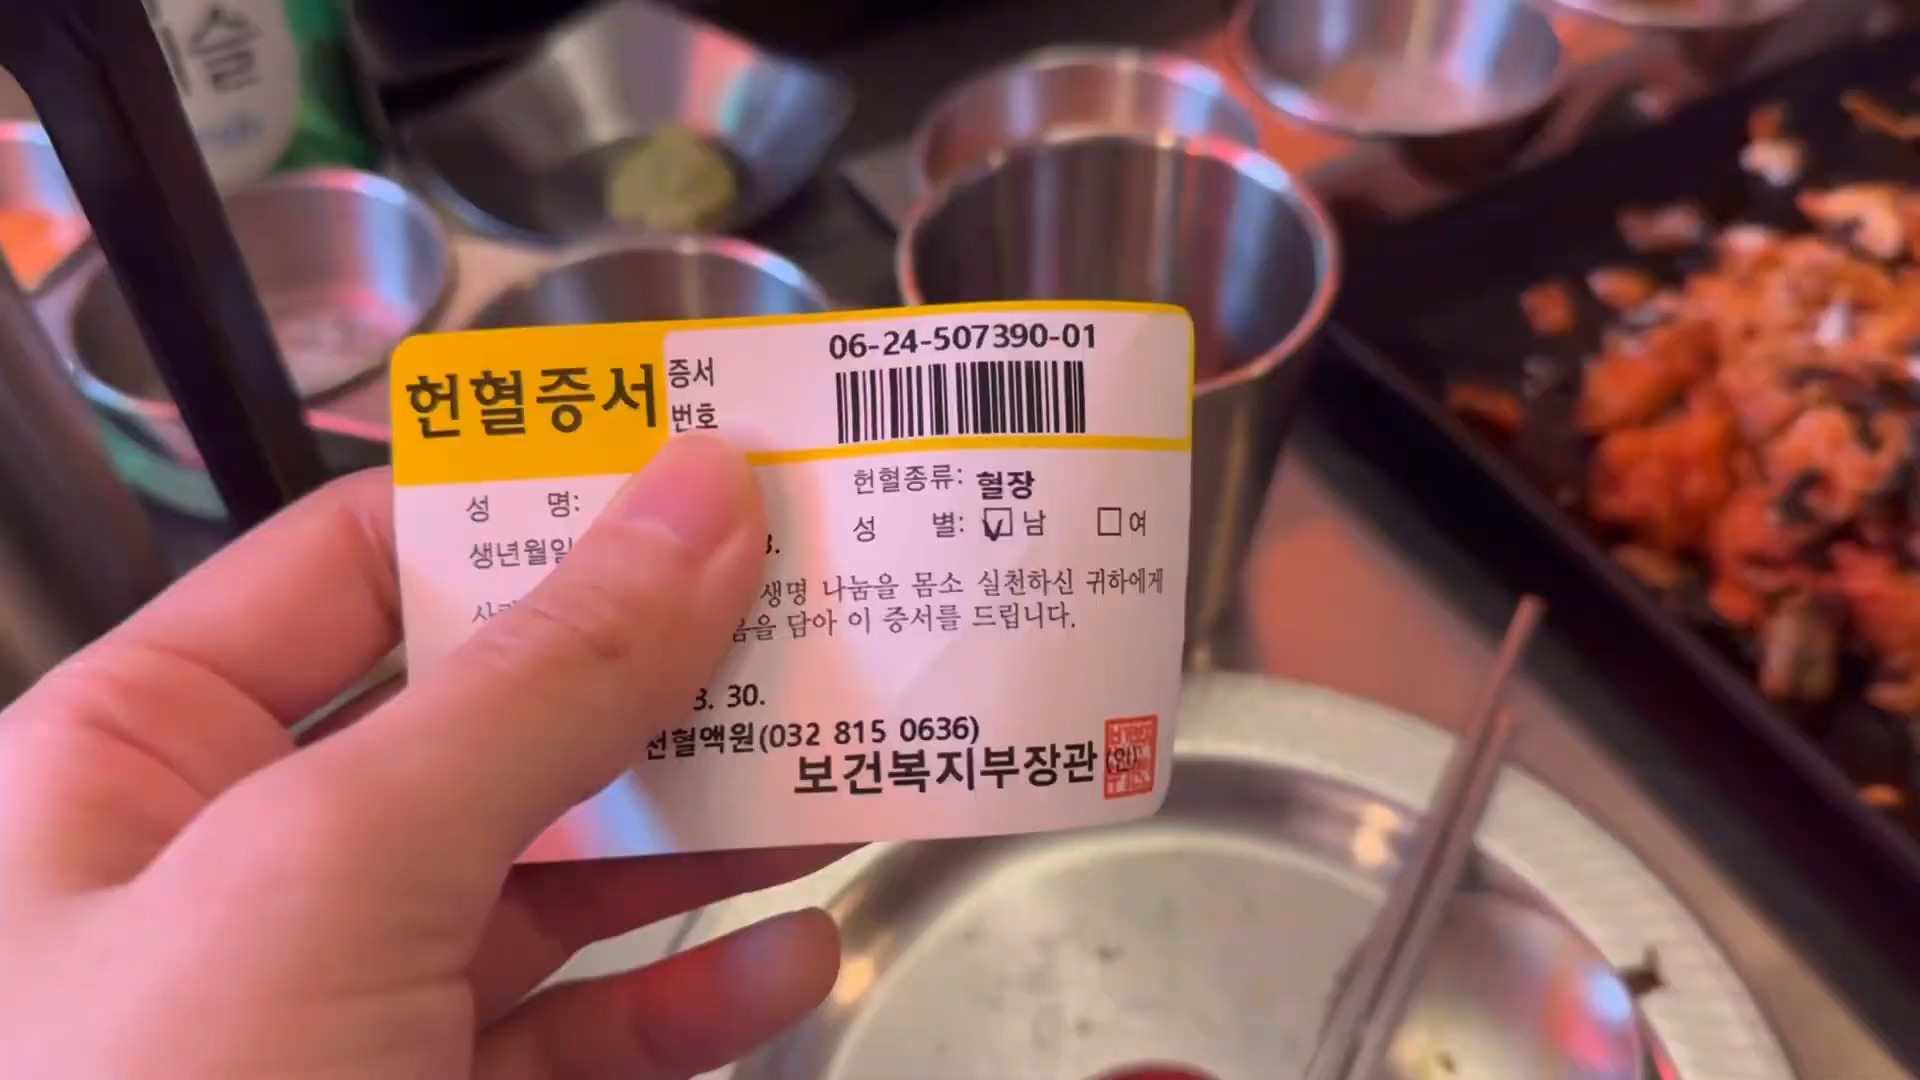 슬
06-24-507390-01
헌혈증서
증서
번호
성 명:
헌혈종류: 혈장
생년월일
성 별: 남 여
생명 나눔을 몸소 실천하신 귀하에게
담아 이 증서를 드립니다.
3. 30.
혈액원(032 815 0636)
보건복지부장관 (인)